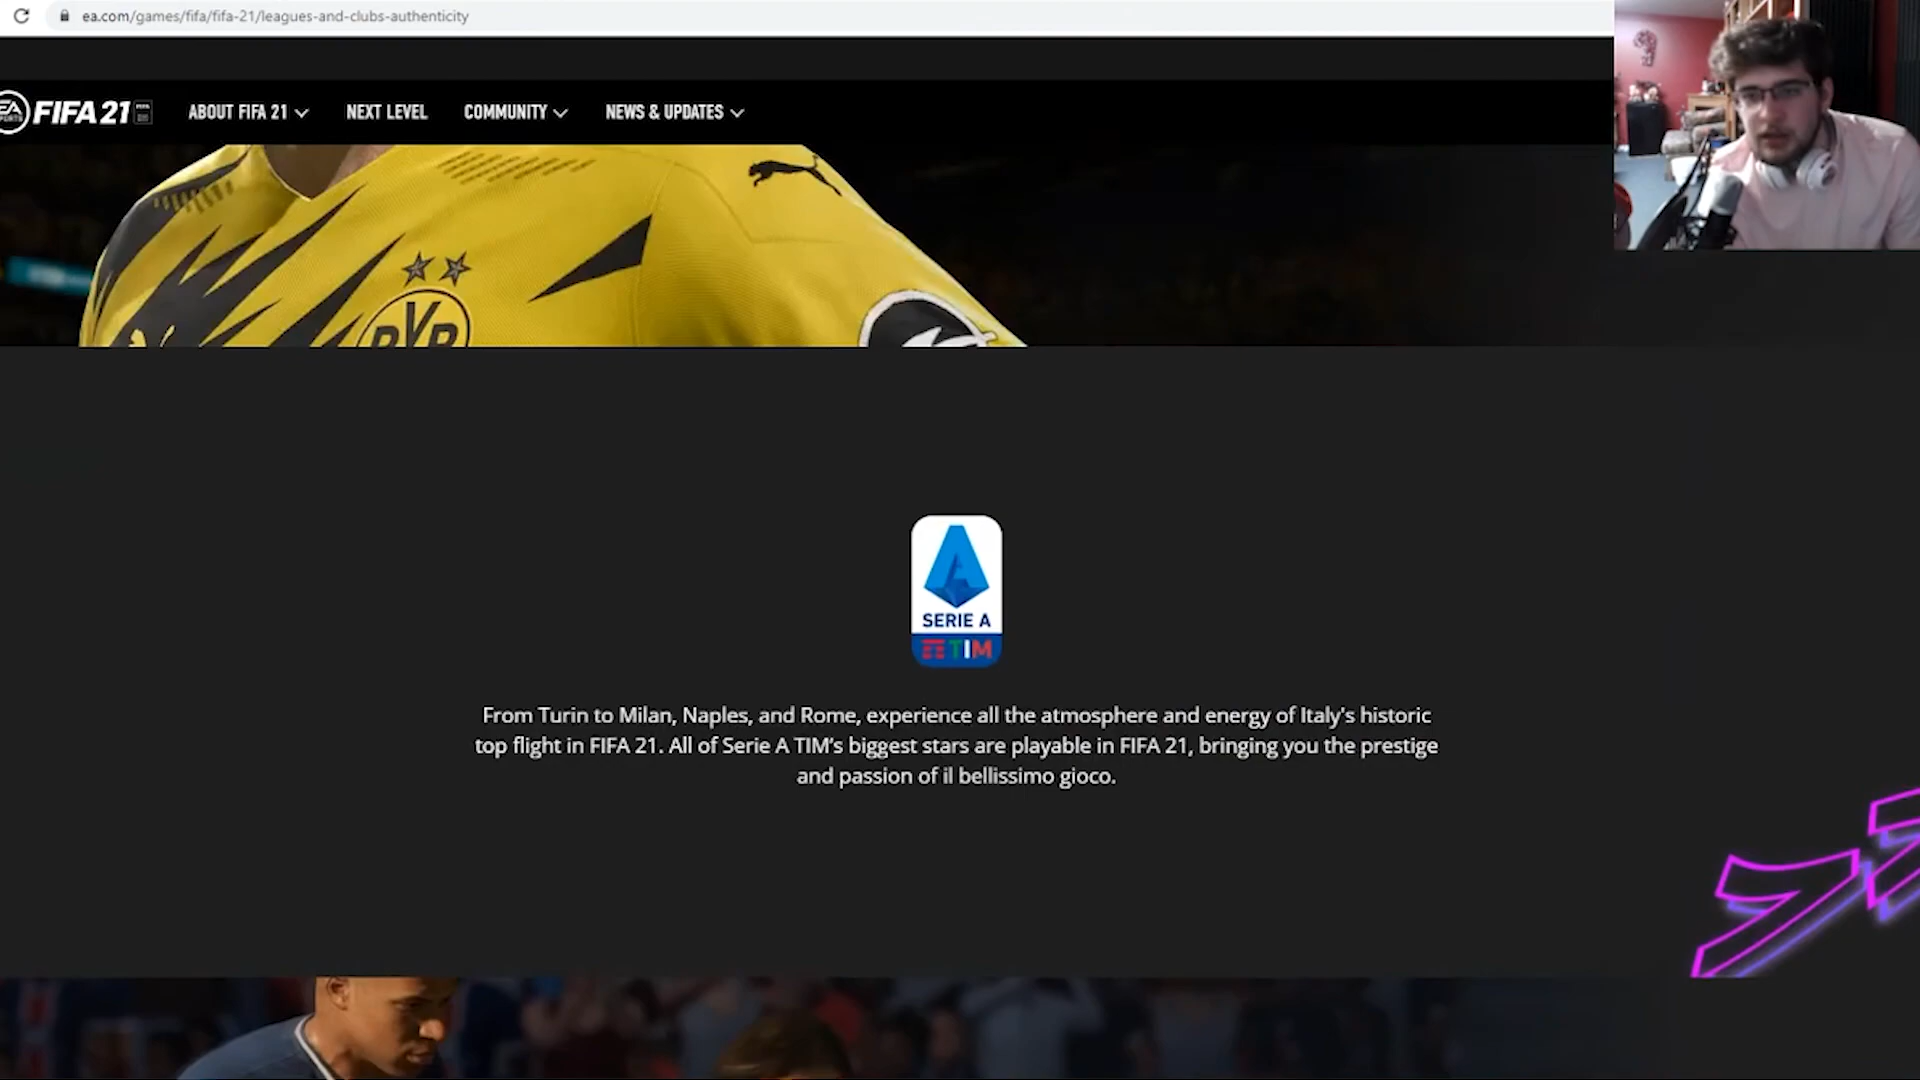 ea.com/games/fifa/fifa-21/leagues-and-clubs-authenticity
FIFA 21
ABOUT FIFA 21
NEXT LEVEL
COMMUNITY
NEWS & UPDATES
BVB
SERIE A
TIM
From Turin to Milan, Naples, and Rome, experience all the atmosphere and energy of Italy's historic
top flight in FIFA 21. All of Serie A TIM’s biggest stars are playable in FIFA 21, bringing you the prestige
and passion of il bellissimo gioco.